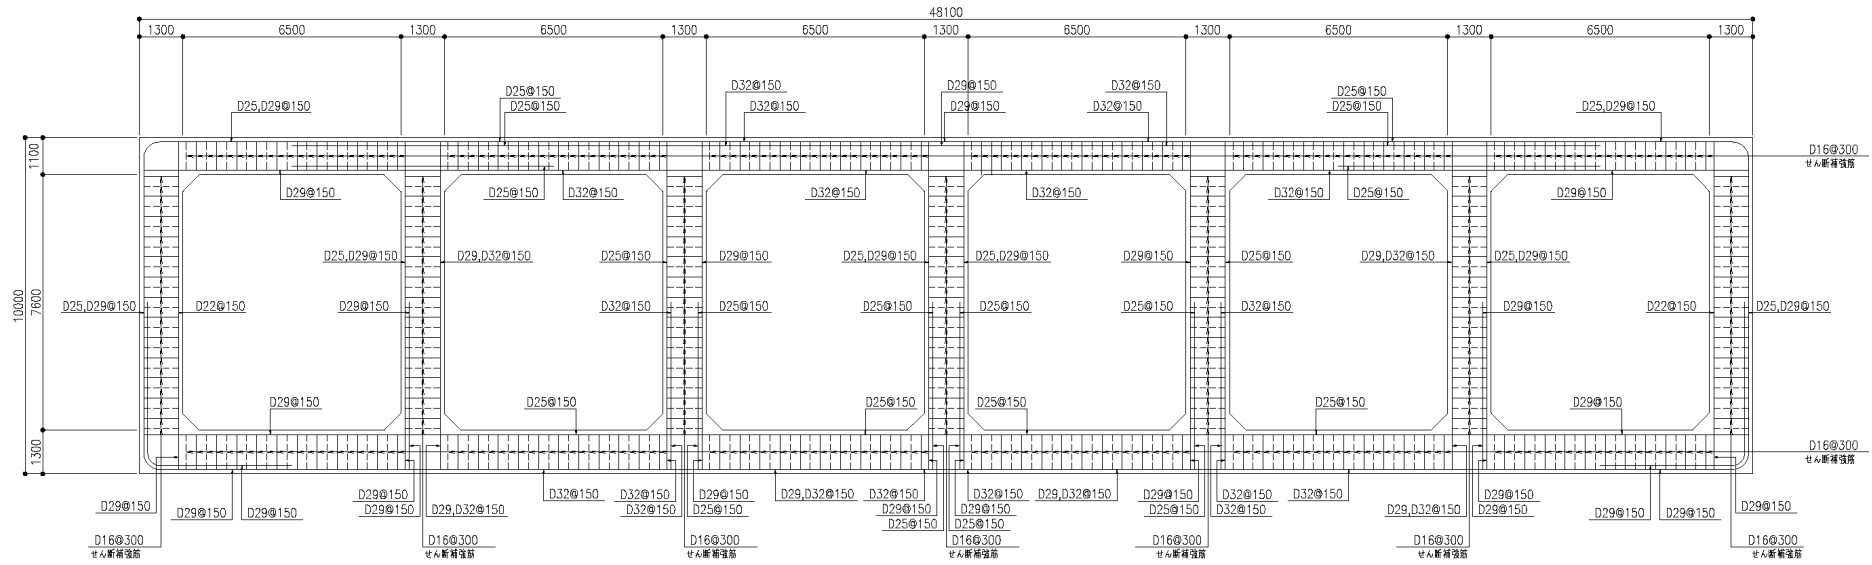 48100
1300 6500 1300 6500 1300 6500 1300 6500 1300 6500 1300 6500 1300
D32@150 D29@150 D32@150
D25@150 D25@150
D25,D29@150 D25@150 D32@150 D29@150 D32@150 D25@150 D25,D29@150
1100
D16@300
せん断補強筋
D29@150 D25@150 D32@150 D32@150 D32@150 D32@150 D25@150 D29@150
D25,D29@150 D29,D32@150 D25@150 D29@150 D25,D29@150 D25,D29@150 D29@150 D25@150 D29,D32@150 D25,D29@150
10000
7600
D25,D29@150 D22@150 D29@150 D32@150 D25@150 D25@150 D25@150 D25@150 D32@150 D29@150 D22@150 D25,D29@150
D29@150 D25@150 D25@150 D25@150 D25@150 D29@150
1300
D16@300
せん断補強筋
D29@150 D32@150 D32@150 D29@150 D29,D32@150 D32@150 D32@150 D29,D32@150 D29@150 D32@150 D32@150 D29@150
D29@150 D29@150 D29,D32@150 D32@150 D25@150 D29@150 D29@150 D25@150 D32@150 D29,D32@150 D29@150 D29@150
D29@150 D29@150 D25@150 D25@150 D29@150 D29@150
D16@300 D16@300 D16@300 D16@300 D16@300 D16@300 D16@300
せん断補強筋 せん断補強筋 せん断補強筋 せん断補強筋 せん断補強筋 せん断補強筋 せん断補強筋